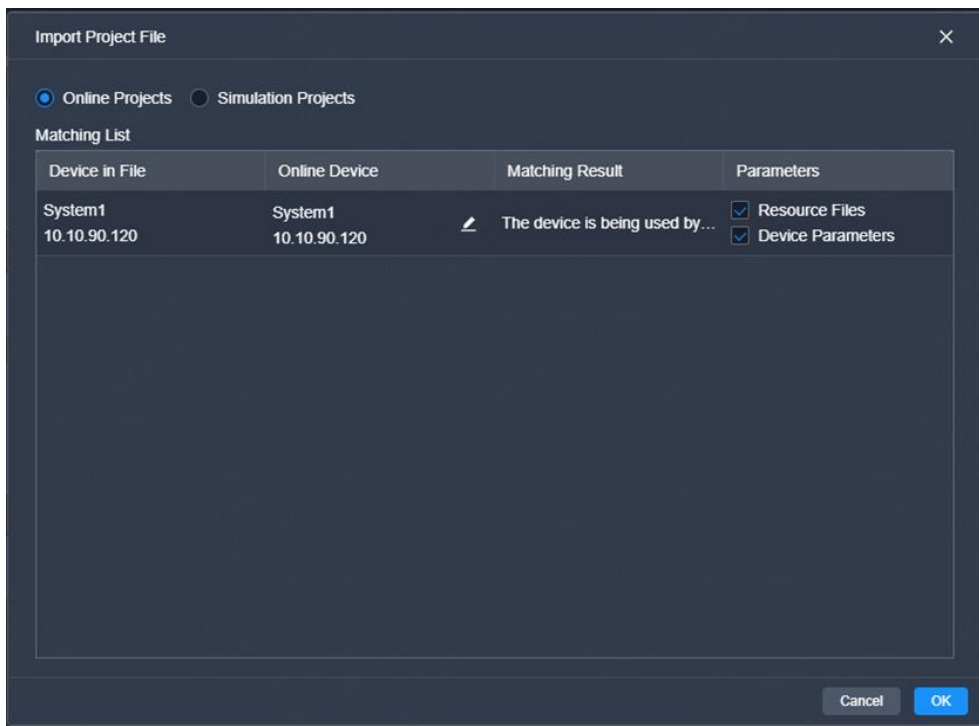 Import Project File
Online Projects Simulation Projects
Matching List
Device in File Online Device Matching Result Parameters
System1 System1 The device is being used by... Resource Files
10.10.90.120 10.10.90.120 Device Parameters
Cancel OK